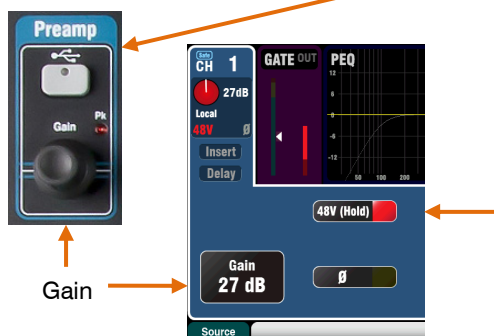 Preamp
Pk
Gain
Gain
Safe
CH 1
27dB
Local
48V Ø
Insert
Delay
GATE OUT
PEQ
12
6
0
-6
-12
50 100 200
48V (Hold)
Gain
27 dB
Ø
Source